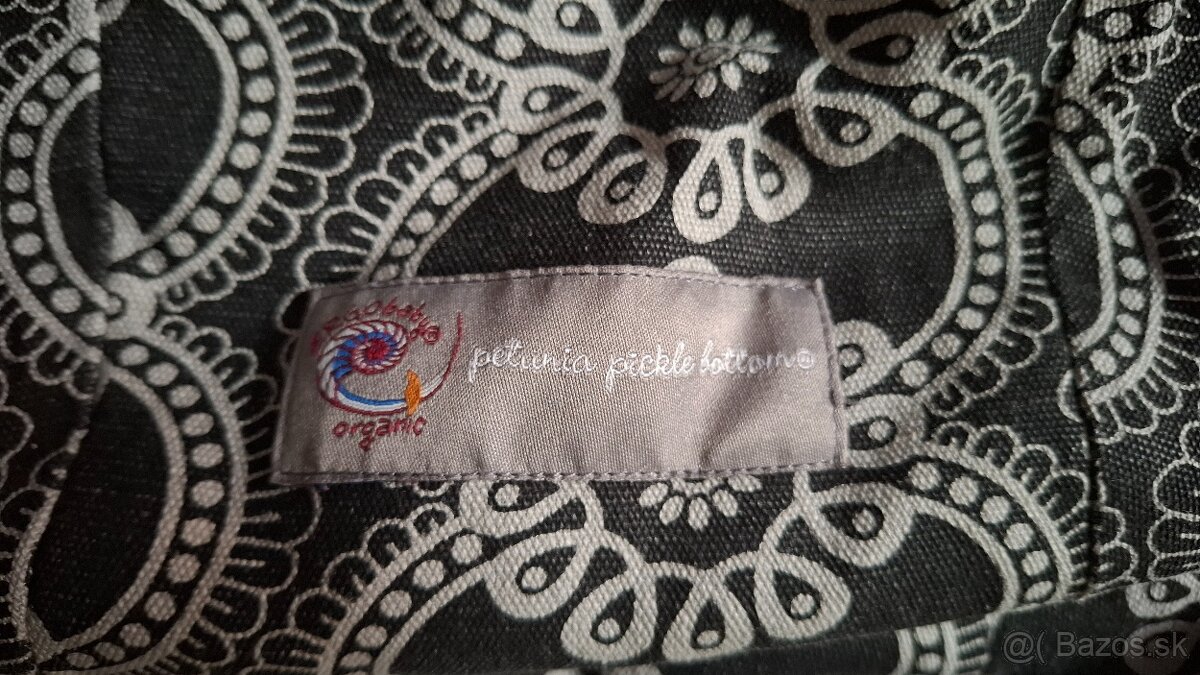 ERGObaby®
petunia pickle bottom®
organic
@( Bazos.sk